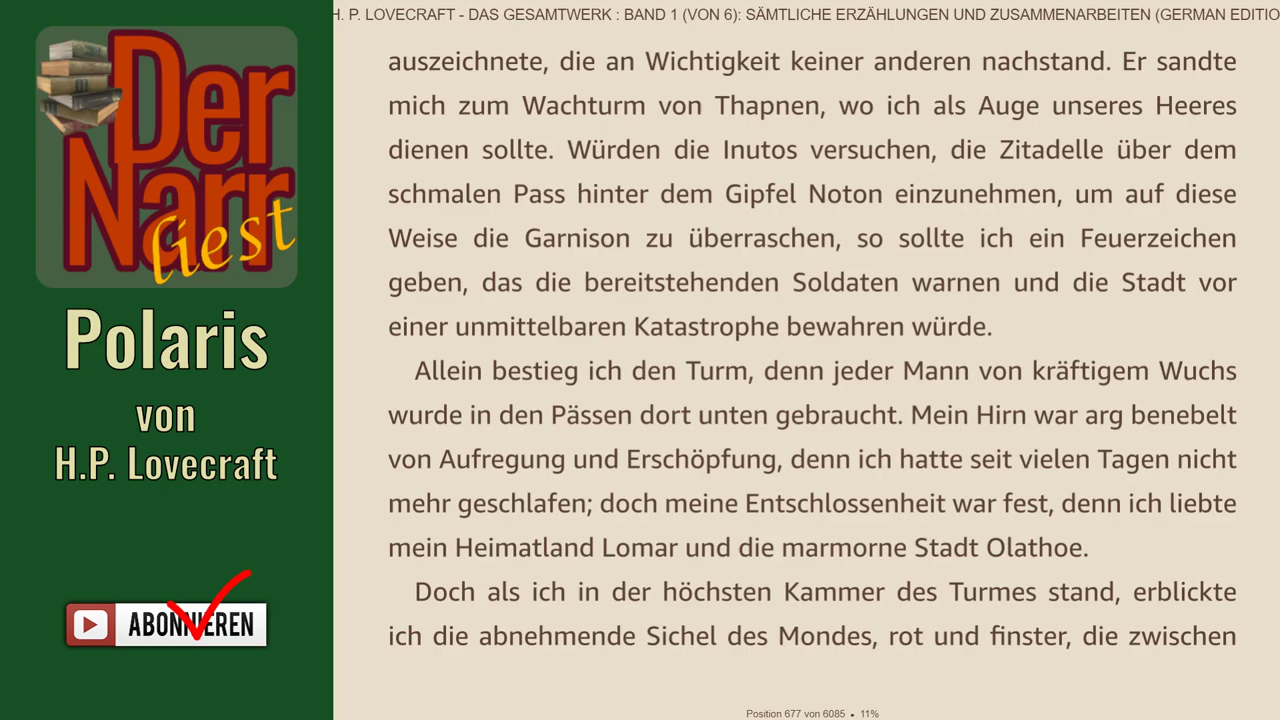 Der
Narr
liest
Polaris
von
H.P. Lovecraft
ABONNIEREN
H. P. LOVECRAFT - DAS GESAMTWERK : BAND 1 (VON 6): SÄMTLICHE ERZÄHLUNGEN UND ZUSAMMENARBEITEN (GERMAN EDITIO
auszeichnete, die an Wichtigkeit keiner anderen nachstand. Er sandte
mich zum Wachturm von Thapnen, wo ich als Auge unseres Heeres
dienen sollte. Würden die Inutos versuchen, die Zitadelle über dem
schmalen Pass hinter dem Gipfel Noton einzunehmen, um auf diese
Weise die Garnison zu überraschen, so sollte ich ein Feuerzeichen
geben, das die bereitstehenden Soldaten warnen und die Stadt vor
einer unmittelbaren Katastrophe bewahren würde.
Allein bestieg ich den Turm, denn jeder Mann von kräftigem Wuchs
wurde in den Pässen dort unten gebraucht. Mein Hirn war arg benebelt
von Aufregung und Erschöpfung, denn ich hatte seit vielen Tagen nicht
mehr geschlafen; doch meine Entschlossenheit war fest, denn ich liebte
mein Heimatland Lomar und die marmorne Stadt Olathoe.
Doch als ich in der höchsten Kammer des Turmes stand, erblickte
ich die abnehmende Sichel des Mondes, rot und finster, die zwischen
Position 677 von 6085 • 11%